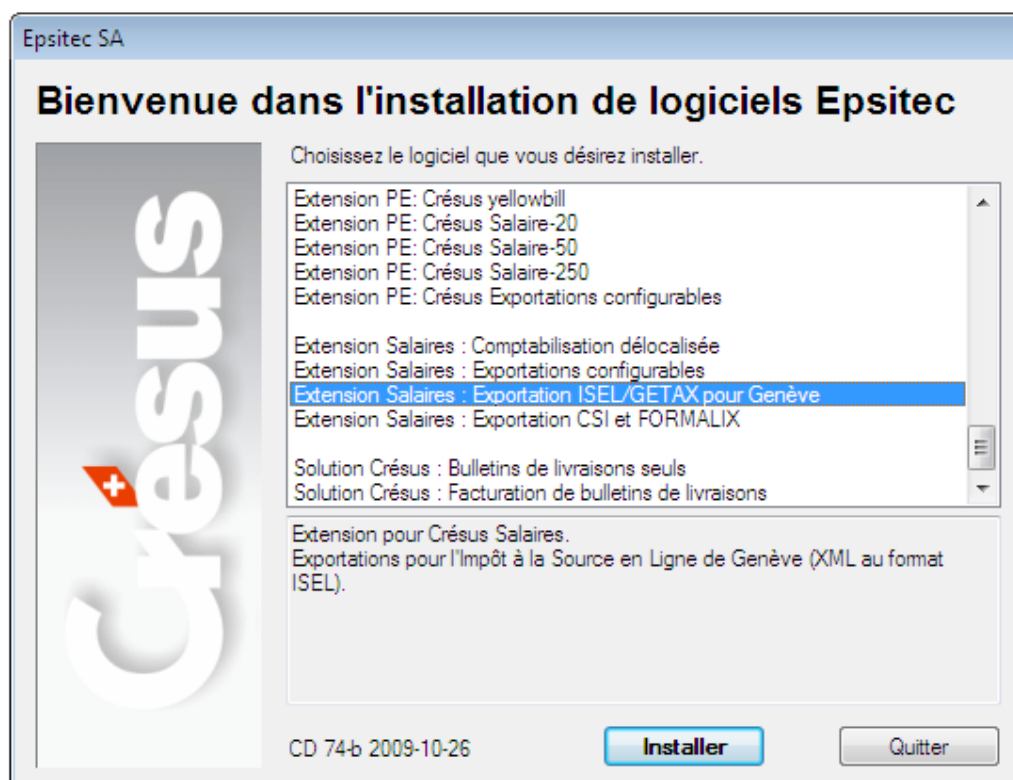 Epsitec SA
Bienvenue dans l'installation de logiciels Epsitec
Crésus
Choisissez le logiciel que vous désirez installer.
Extension PE: Crésus yellowbill
Extension PE: Crésus Salaire-20
Extension PE: Crésus Salaire-50
Extension PE: Crésus Salaire-250
Extension PE: Crésus Exportations configurables
Extension Salaires : Comptabilisation délocalisée
Extension Salaires : Exportations configurables
Extension Salaires : Exportation ISEL/GETAX pour Genève
Extension Salaires : Exportation CSI et FORMALIX
Solution Crésus : Bulletins de livraisons seuls
Solution Crésus : Facturation de bulletins de livraisons
Extension pour Crésus Salaires.
Exportations pour l'Impôt à la Source en Ligne de Genève (XML au format
ISEL).
CD 74-b 2009-10-26
Installer
Quitter